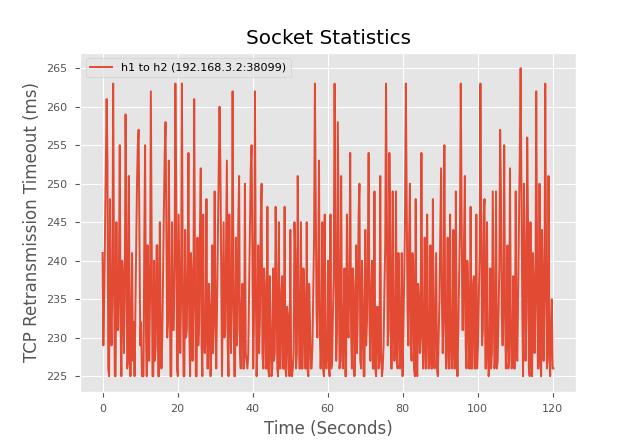 Socket Statistics
h1 to h2 (192.168.3.2:38099)
TCP Retransmission Timeout (ms)
265
260
255
250
245
240
235
230
225
0 20 40 60 80 100 120
Time (Seconds)